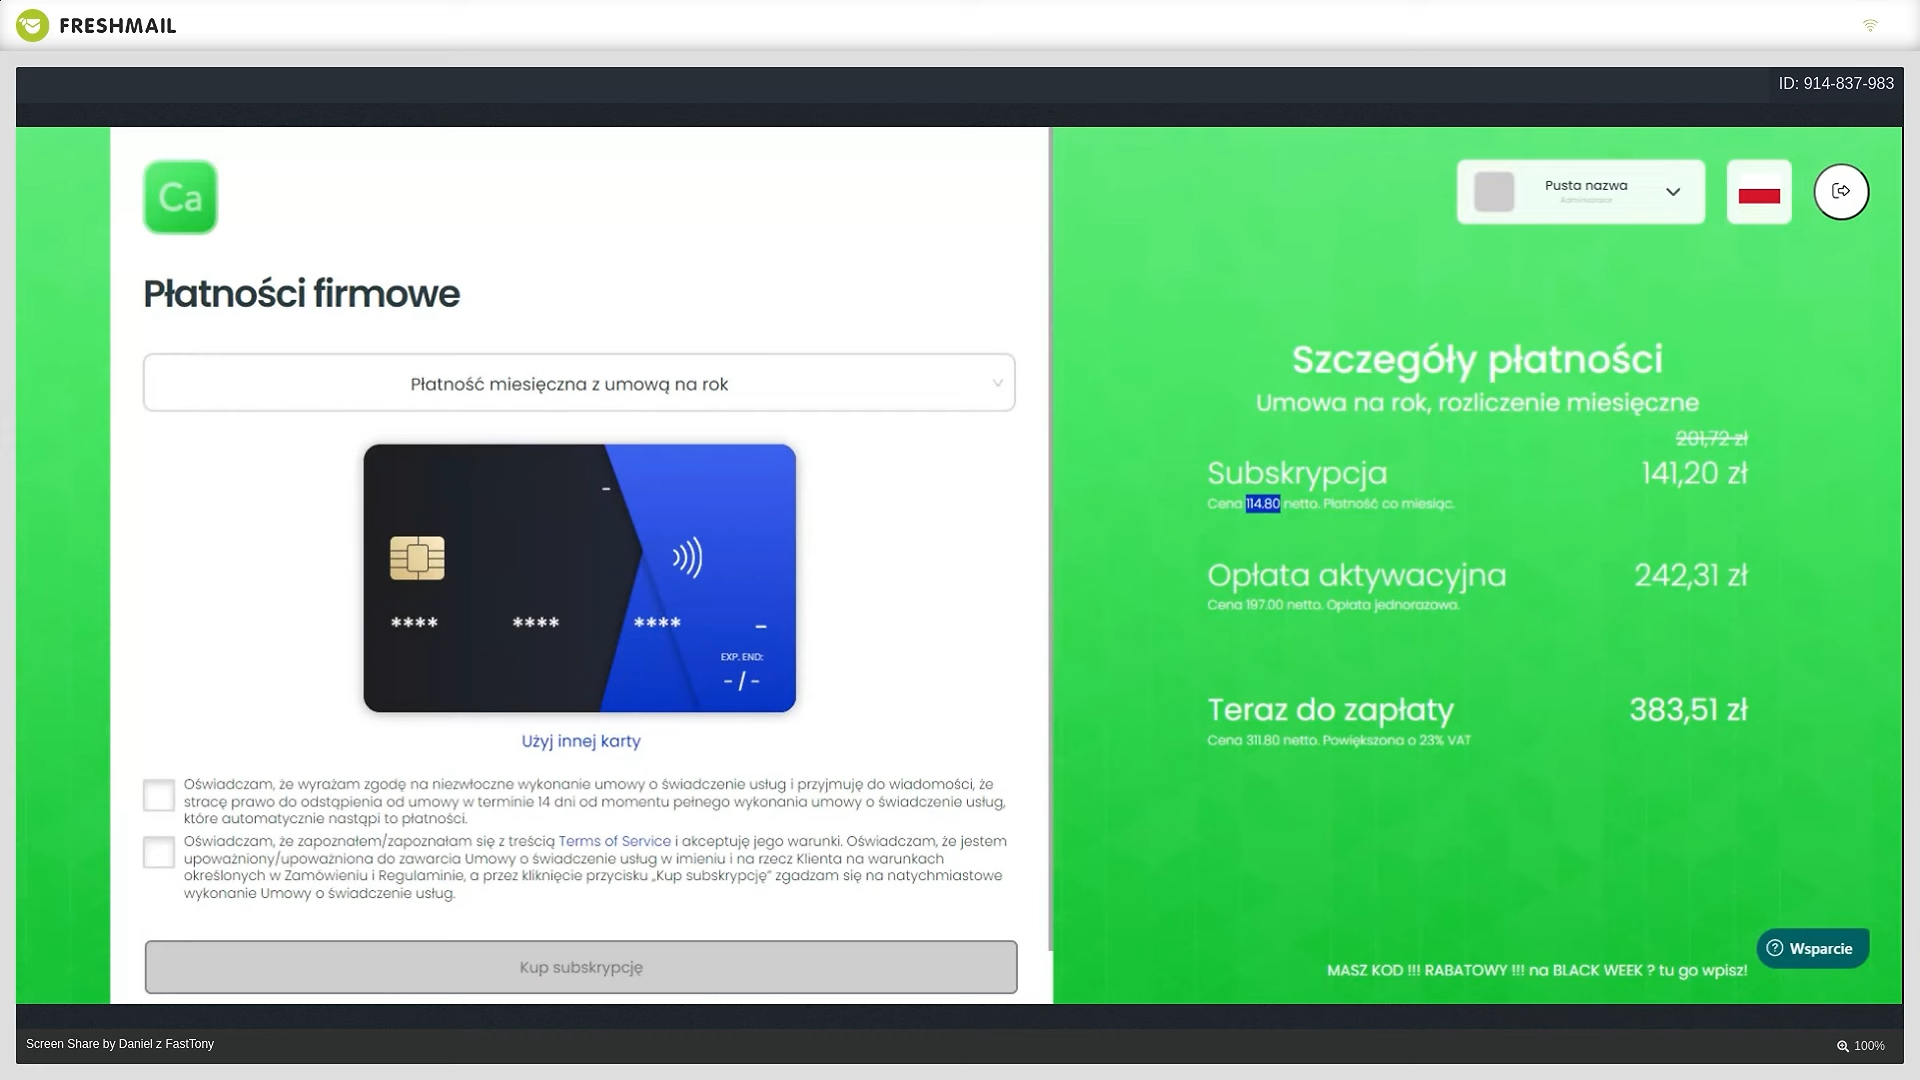 FRESHMAIL
ID: 914-837-983
Ca
Pusta nazwa
Administrator
Płatności firmowe
Płatność miesięczna z umową na rok
-
**** **** **** -
EXP. END:
- / -
Użyj innej karty
Oświadczam, że wyrażam zgodę na niezwłoczne wykonanie umowy o świadczenie usług i przyjmuję do wiadomości, że
stracę prawo do odstąpienia od umowy w terminie 14 dni od momentu pełnego wykonania umowy o świadczenie usług,
które automatycznie nastąpi to płatności.
Oświadczam, że zapoznałem/zapoznałam się z treścią Terms of Service i akceptuję jego warunki. Oświadczam, że jestem
upoważniony/upoważniona do zawarcia Umowy o świadczenie usług w imieniu i na rzecz Klienta na warunkach
określonych w Zamówieniu i Regulaminie, a przez kliknięcie przycisku „Kup subskrypcję” zgadzam się na natychmiastowe
wykonanie Umowy o świadczenie usług.
Kup subskrypcję
Szczegóły płatności
Umowa na rok, rozliczenie miesięczne
201,72 zł
Subskrypcja 141,20 zł
Cena 114.80 netto. Płatność co miesiąc.
Opłata aktywacyjna 242,31 zł
Cena 197.00 netto. Opłata jednorazowa.
Teraz do zapłaty 383,51 zł
Cena 311.80 netto. Powiększona o 23% VAT
Wsparcie
MASZ KOD !!! RABATOWY !!! na BLACK WEEK ? tu go wpisz!
Screen Share by Daniel z FastTony
100%